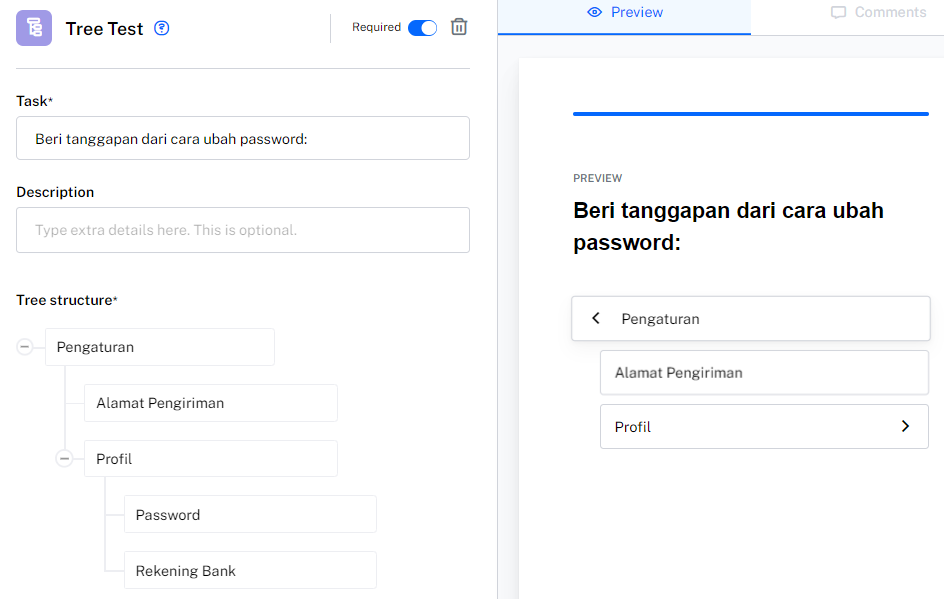 Tree Test
Required
Task*
Beri tanggapan dari cara ubah password:
Description
Type extra details here. This is optional.
Tree structure*
Pengaturan
Alamat Pengiriman
Profil
Password
Rekening Bank
Preview
Comments
PREVIEW
Beri tanggapan dari cara ubah
password:
Pengaturan
Alamat Pengiriman
Profil